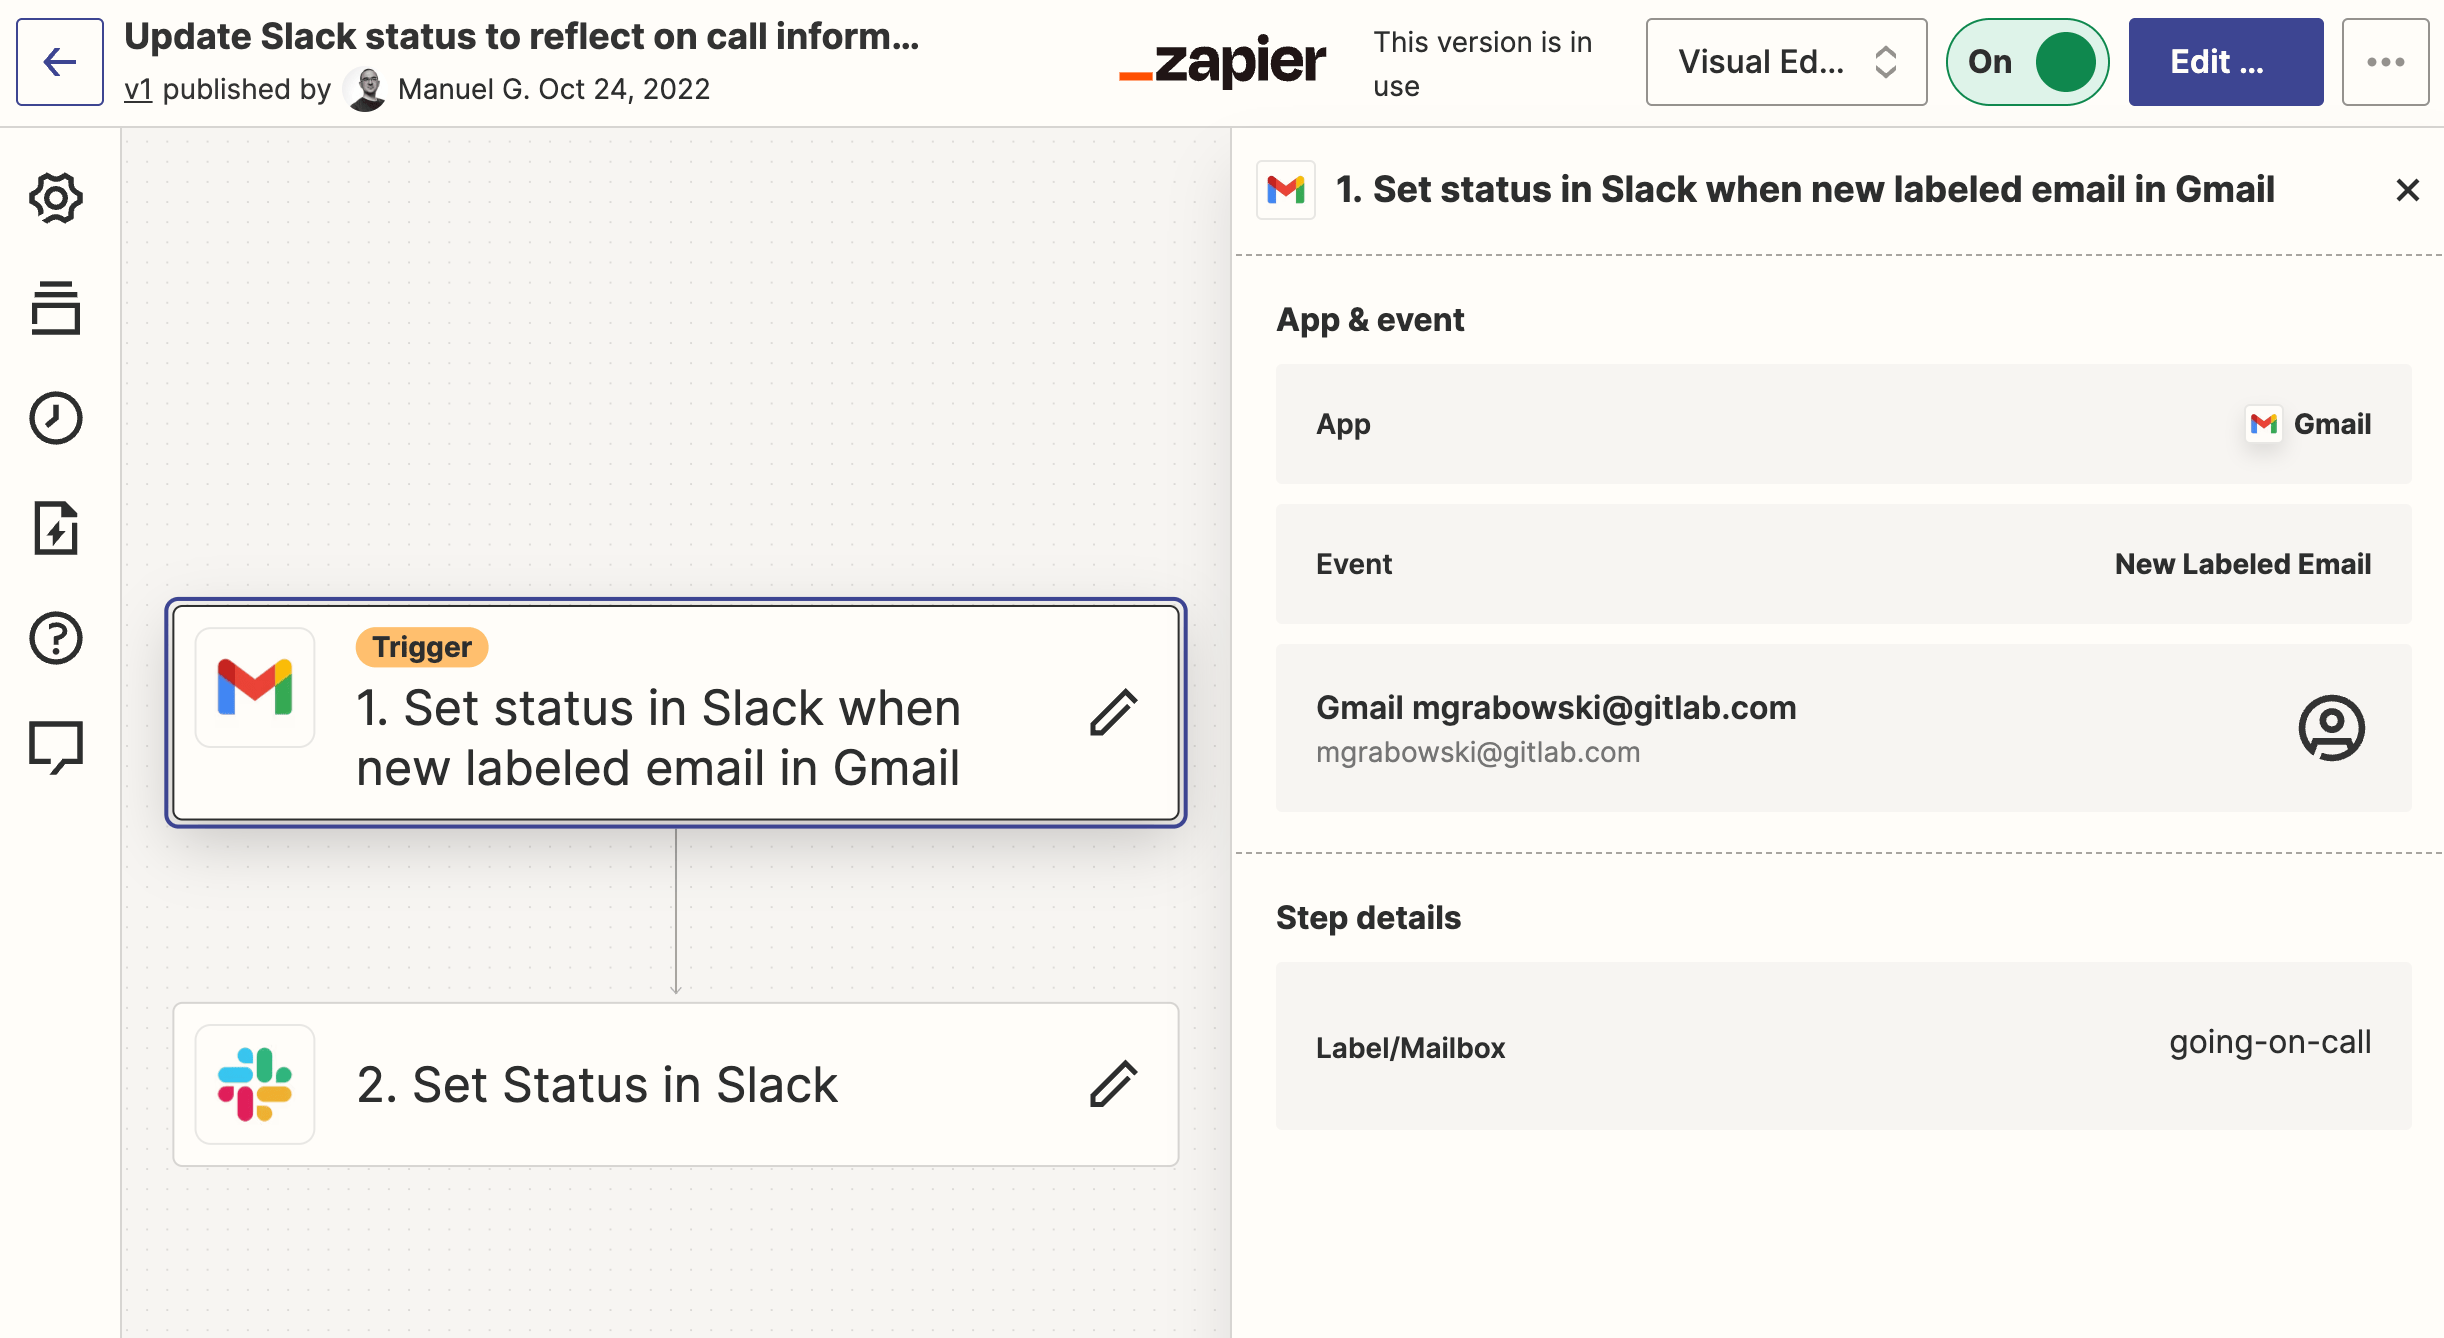 Update Slack status to reflect on call inform...
v1 published by Manuel G. Oct 24, 2022
zapier
This version is in
use
Visual Ed...
On
Edit ...
1. Set status in Slack when new labeled email in Gmail
App & event
App
Gmail
Event
New Labeled Email
Gmail mgrabowski@gitlab.com
mgrabowski@gitlab.com
Step details
Label/Mailbox
going-on-call
Trigger
1. Set status in Slack when
new labeled email in Gmail
2. Set Status in Slack